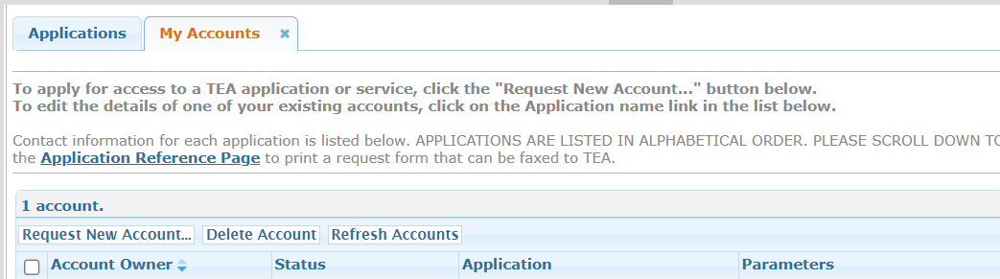 Applications My Accounts
To apply for access to a TEA application or service, click the "Request New Account..." button below.
To edit the details of one of your existing accounts, click on the Application name link in the list below.
Contact information for each application is listed below. APPLICATIONS ARE LISTED IN ALPHABETICAL ORDER. PLEASE SCROLL DOWN TO
the Application Reference Page to print a request form that can be faxed to TEA.
1 account.
Request New Account... Delete Account Refresh Accounts
Account Owner Status Application Parameters